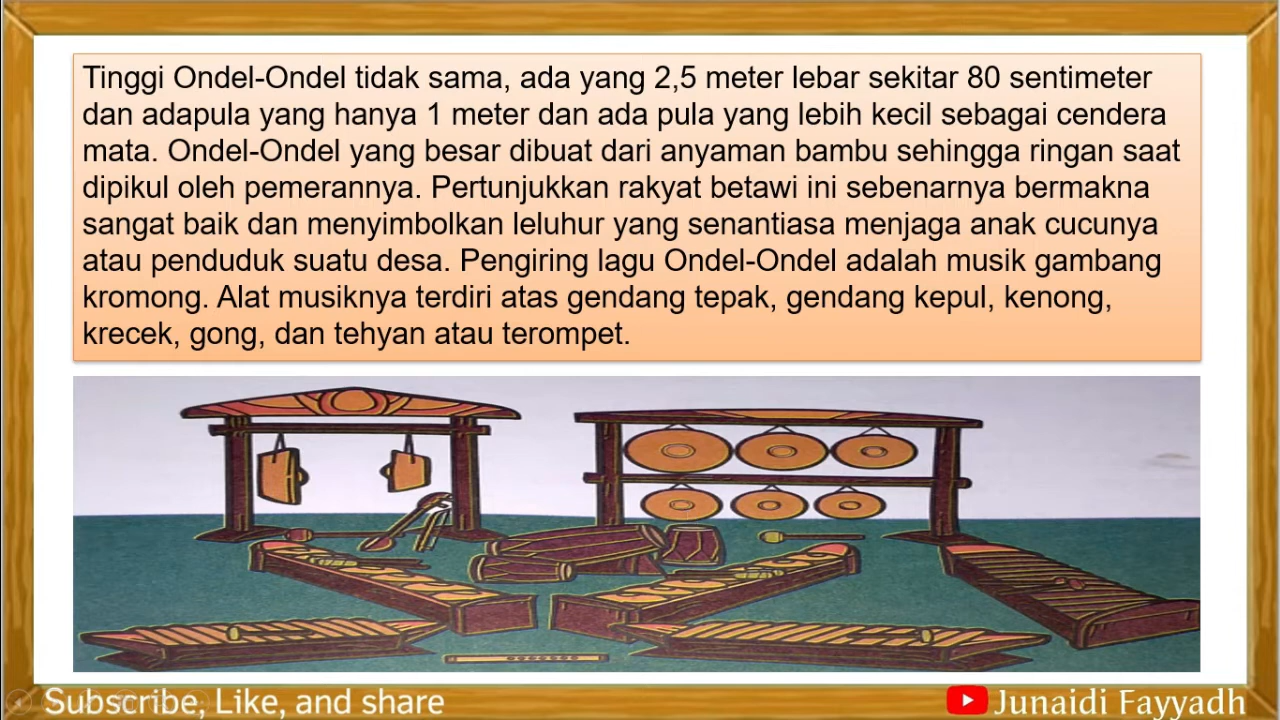 Tinggi Ondel-Ondel tidak sama, ada yang 2,5 meter lebar sekitar 80 sentimeter
dan adapula yang hanya 1 meter dan ada pula yang lebih kecil sebagai cendera
mata. Ondel-Ondel yang besar dibuat dari anyaman bambu sehingga ringan saat
dipikul oleh pemerannya. Pertunjukkan rakyat betawi ini sebenarnya bermakna
sangat baik dan menyimbolkan leluhur yang senantiasa menjaga anak cucunya
atau penduduk suatu desa. Pengiring lagu Ondel-Ondel adalah musik gambang
kromong. Alat musiknya terdiri atas gendang tepak, gendang kepul, kenong,
krecek, gong, dan tehyan atau terompet.
Subscribe, Like, and share
Junaidi Fayyadh